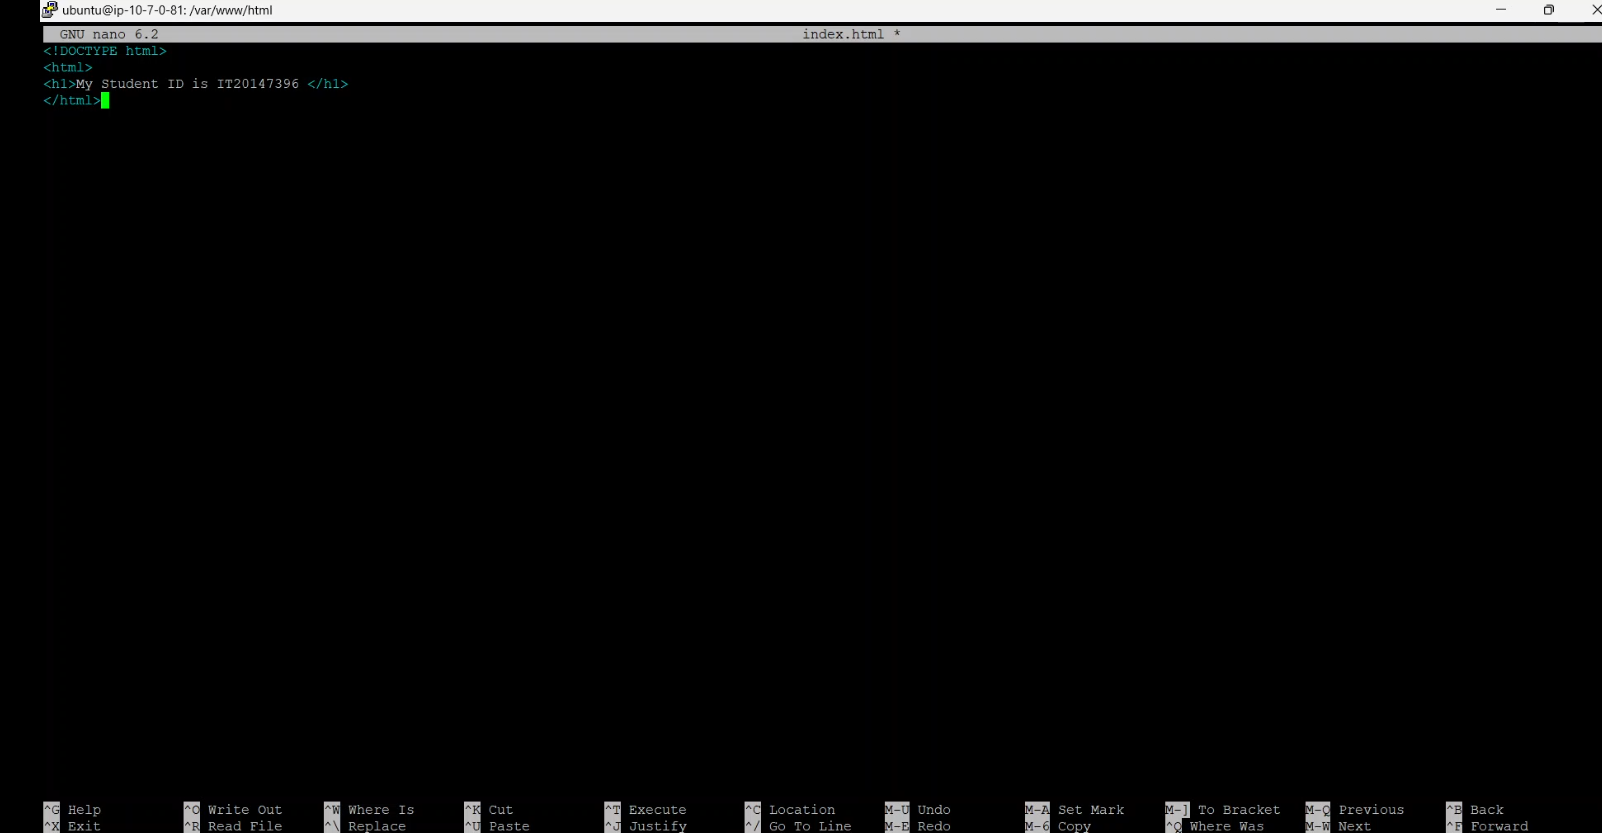 ubuntu@ip-10-7-0-81: /var/www/html
GNU nano 6.2 index.html *
<!DOCTYPE html>
<html>
<h1>My Student ID is IT20147396 </h1>
</html>
^G Help ^O Write Out ^W Where Is ^K Cut ^T Execute ^C Location M-U Undo M-A Set Mark M-] To Bracket M-Q Previous ^B Back
^X Exit ^R Read File ^\ Replace ^U Paste ^J Justify ^/ Go To Line M-E Redo M-6 Copy ^Q Where Was M-W Next ^F Forward